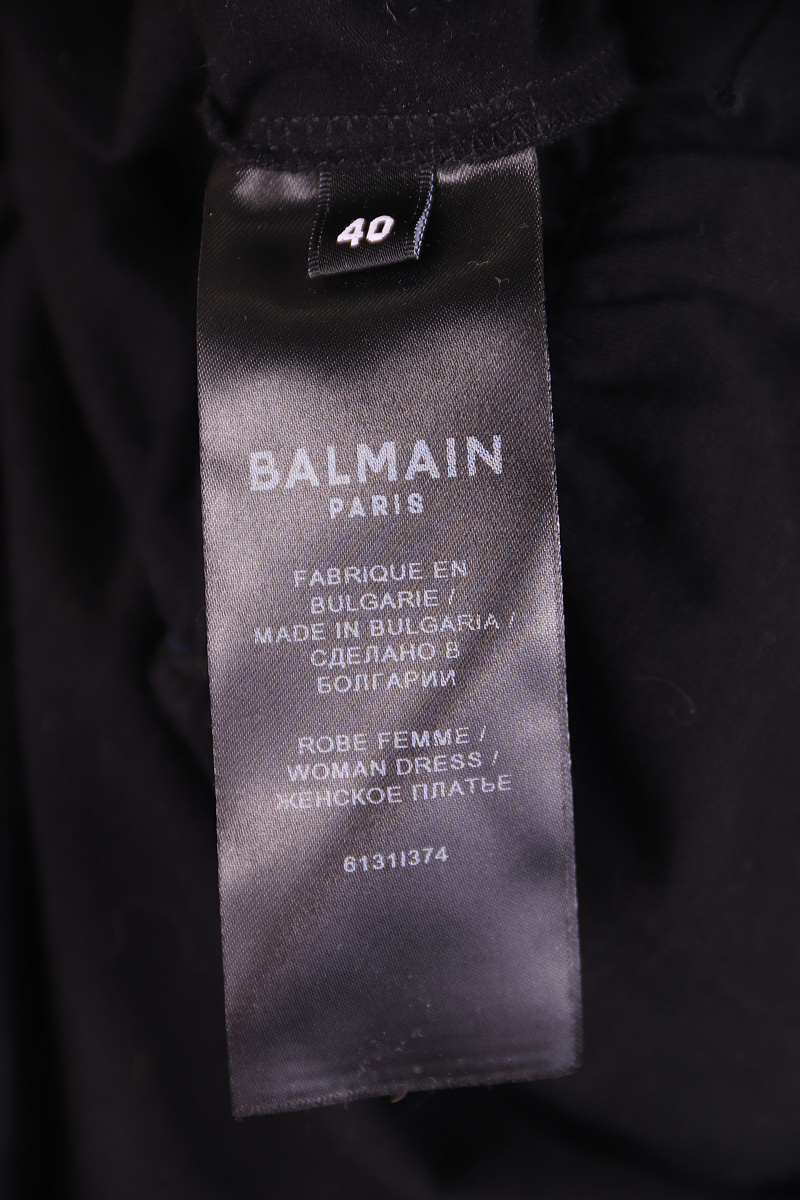 40
BALMAIN
PARIS
FABRIQUE EN
BULGARIE /
MADE IN BULGARIA /
СДЕЛАНО В
БОЛГАРИИ
ROBE FEMME /
WOMAN DRESS /
ЖЕНСКОЕ ПЛАТЬЕ
6131I374